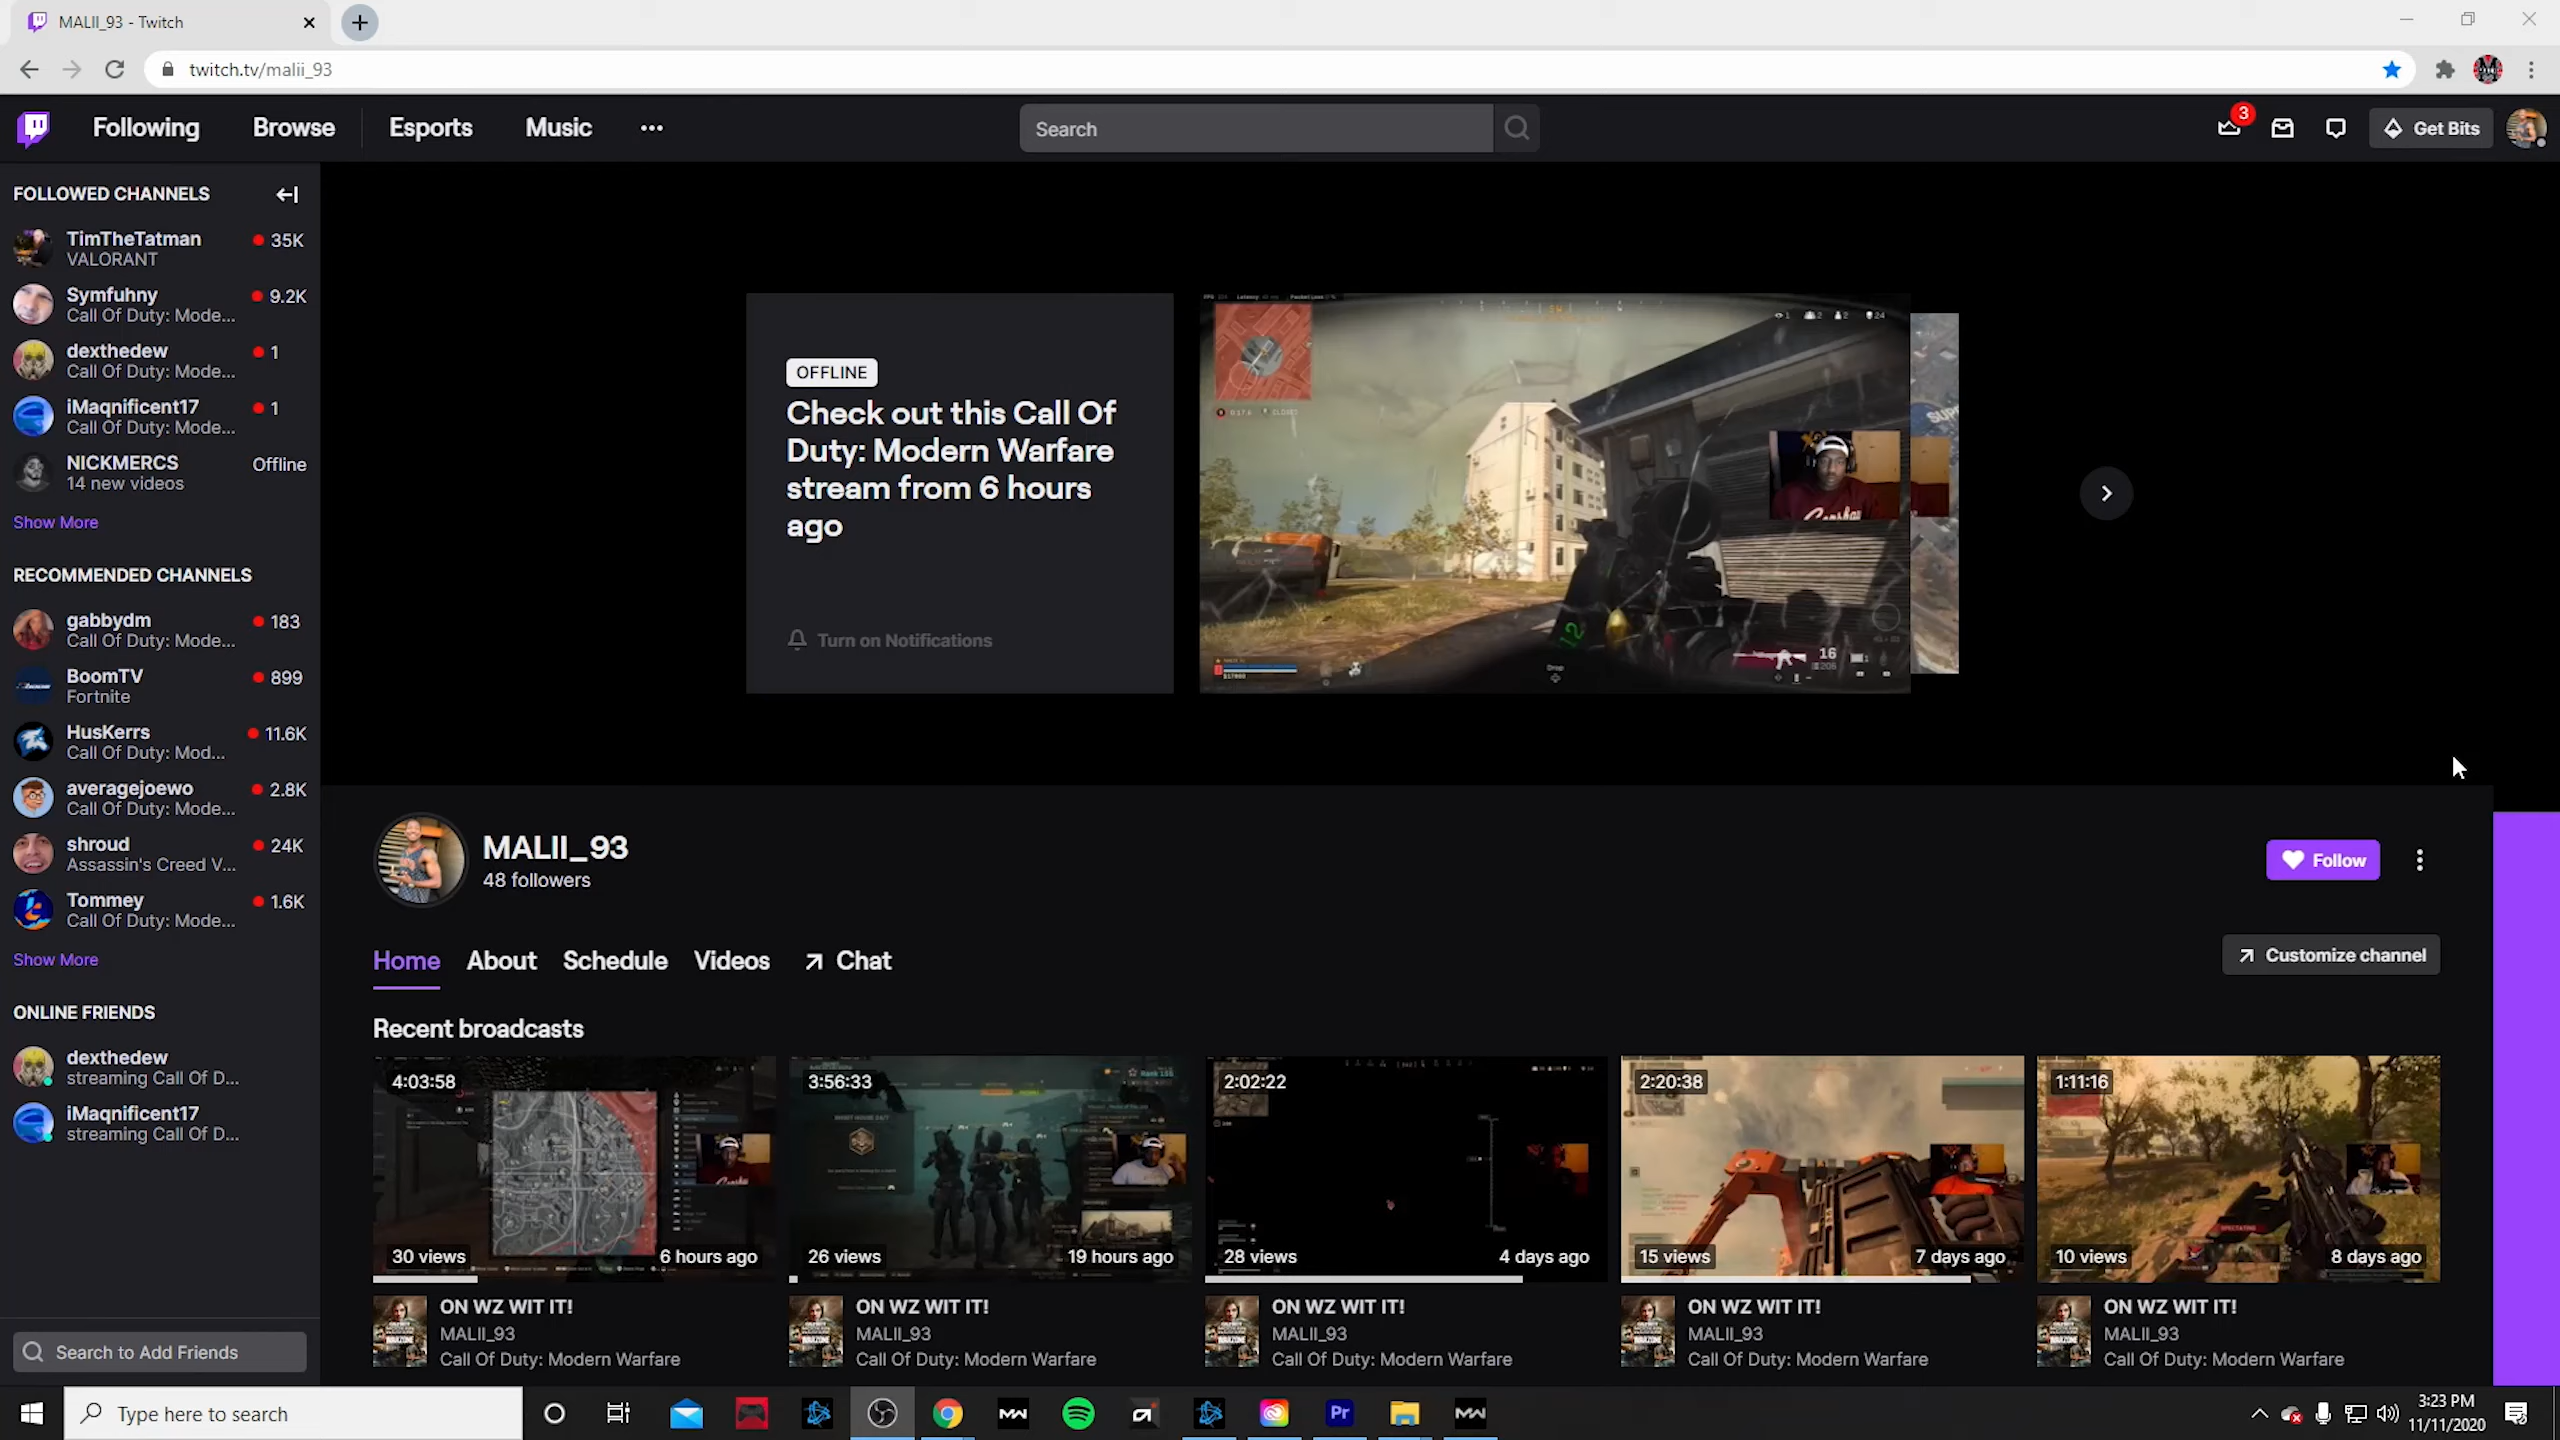 MALII_93 - Twitch
twitch.tv/malii_93
Following
Browse
Esports
Music
Search
3
Get Bits
FOLLOWED CHANNELS
TimTheTatman
35K
VALORANT
Symfuhny
9.2K
Call Of Duty: Mode...
dexthedew
1
Call Of Duty: Mode...
iMaqnificent17
1
Call Of Duty: Mode...
NICKMERCS
Offline
14 new videos
Show More
RECOMMENDED CHANNELS
gabbydm
183
Call Of Duty: Mode...
BoomTV
899
Fortnite
HusKerrs
11.6K
Call Of Duty: Mod...
averagejoewo
2.8K
Call Of Duty: Mode...
shroud
24K
Assassin's Creed V...
Tommey
1.6K
Call Of Duty: Mode...
Show More
ONLINE FRIENDS
dexthedew
streaming Call Of D...
iMaqnificent17
streaming Call Of D...
Search to Add Friends
OFFLINE
Check out this Call Of
Duty: Modern Warfare
stream from 6 hours
ago
Turn on Notifications
16
Drop
MALII_93
48 followers
Follow
Home
About
Schedule
Videos
Chat
Customize channel
Recent broadcasts
4:03:58
30 views
6 hours ago
ON WZ WIT IT!
MALII_93
Call Of Duty: Modern Warfare
3:56:33
26 views
19 hours ago
ON WZ WIT IT!
MALII_93
Call Of Duty: Modern Warfare
2:02:22
28 views
4 days ago
ON WZ WIT IT!
MALII_93
Call Of Duty: Modern Warfare
2:20:38
15 views
7 days ago
ON WZ WIT IT!
MALII_93
Call Of Duty: Modern Warfare
1:11:16
10 views
8 days ago
ON WZ WIT IT!
MALII_93
Call Of Duty: Modern Warfare
Type here to search
Pr
3:23 PM
11/11/2020